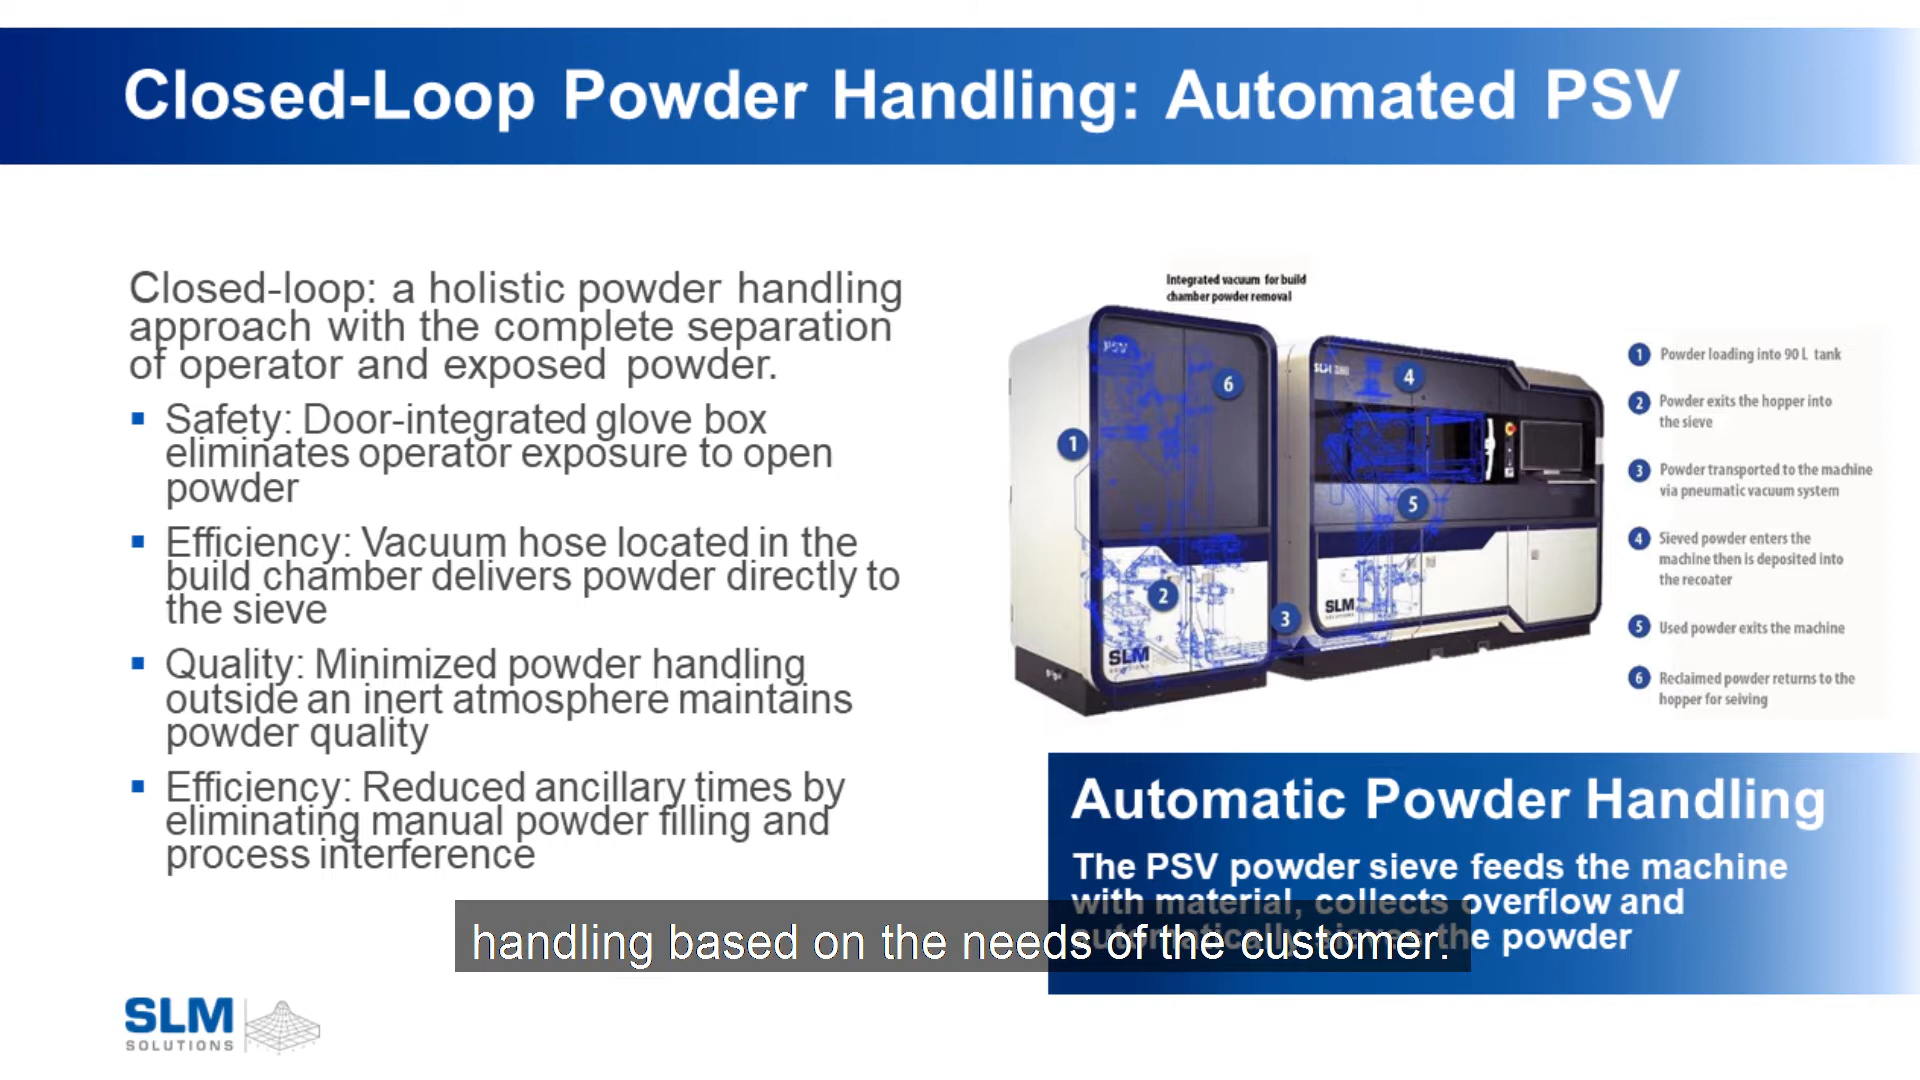 Closed-Loop Powder Handling: Automated PSV
Closed-loop: a holistic powder handling
approach with the complete separation
of operator and exposed powder.
Safety: Door-integrated glove box
eliminates operator exposure to open
powder
Efficiency: Vacuum hose located in the
build chamber delivers powder directly to
the sieve
Quality: Minimized powder handling
outside an inert atmosphere maintains
powder quality
Efficiency: Reduced ancillary times by
eliminating manual powder filling and
process interference
Integrated vacuum for build
chamber powder removal
PSV
6
1
2
SLM
SOLUTIONS
3
SLM 280
4
5
SLM
SOLUTIONS
1 Powder loading into 90 L tank
2 Powder exits the hopper into
the sieve
3 Powder transported to the machine
via pneumatic vacuum system
4 Sieved powder enters the
machine then is deposited into
the recoater
5 Used powder exits the machine
6 Reclaimed powder returns to the
hopper for seiving
Automatic Powder Handling
The PSV powder sieve feeds the machine
with material, collects overflow and
automatically sieves the powder
handling based on the needs of the customer.
SLM
SOLUTIONS